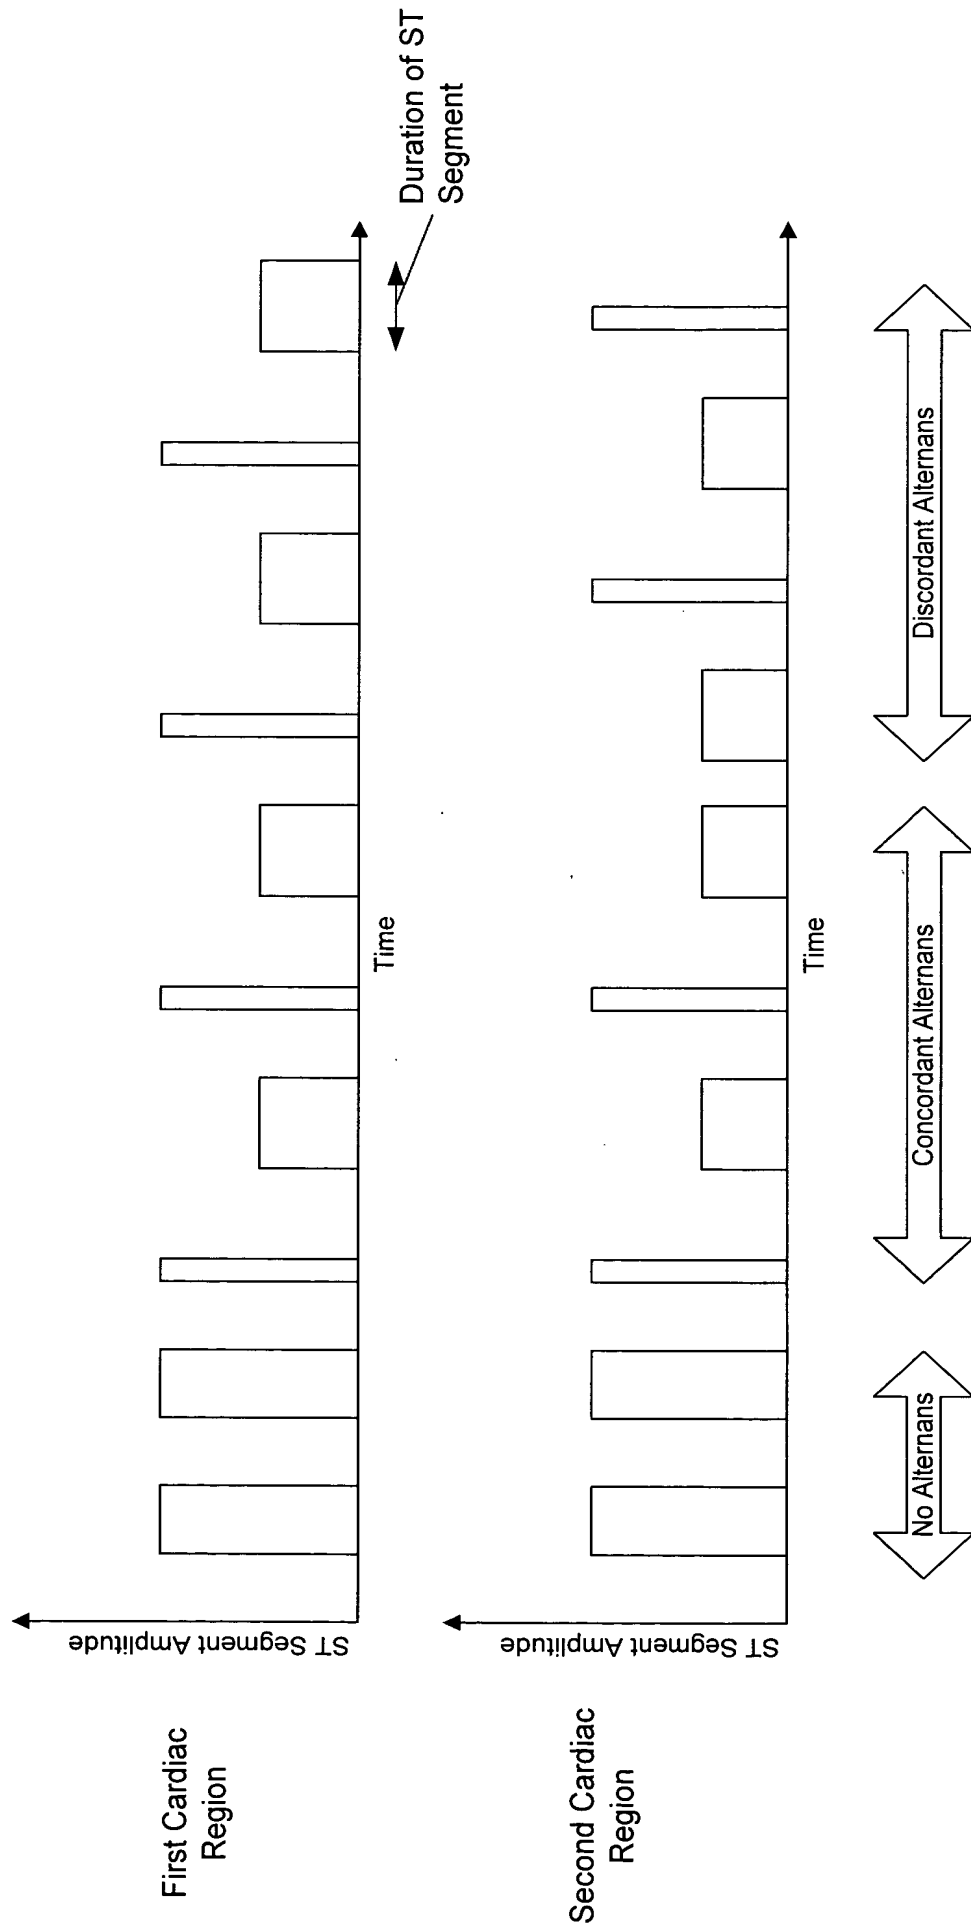 First Cardiac
Region
ST Segment Amplitude
Time
Duration of ST
Segment
Second Cardiac
Region
ST Segment Amplitude
Time
No Alternans
Concordant Alternans
Discordant Alternans